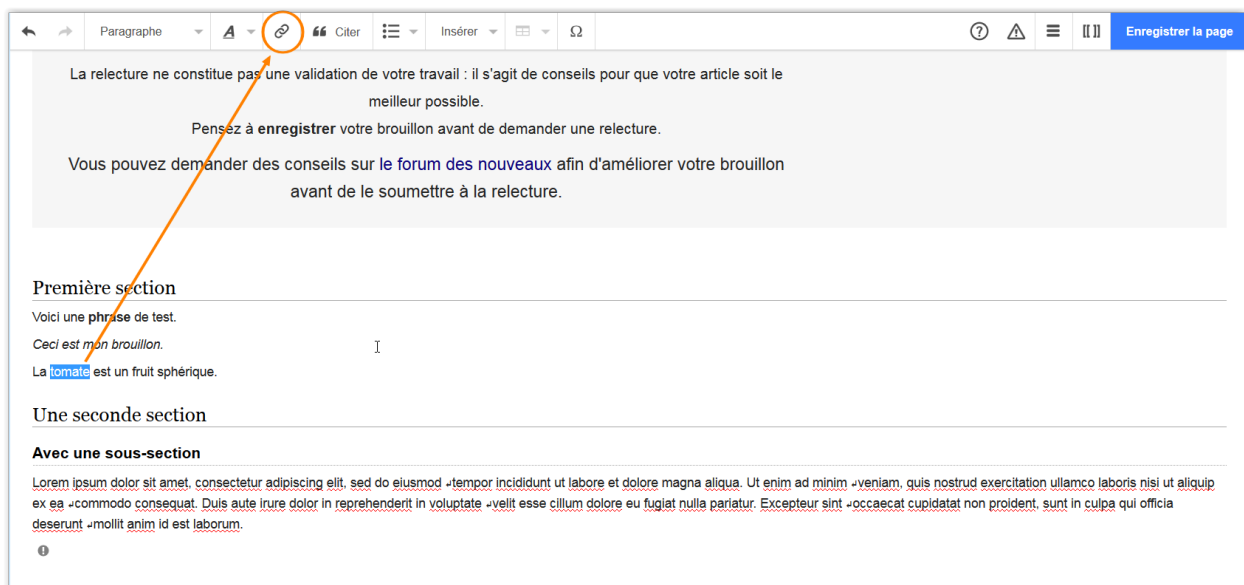 Paragraphe A Citer Insérer Ω Enregistrer la page
La relecture ne constitue pas une validation de votre travail : il s'agit de conseils pour que votre article soit le
meilleur possible.
Pensez à enregistrer votre brouillon avant de demander une relecture.
Vous pouvez demander des conseils sur le forum des nouveaux afin d'améliorer votre brouillon
avant de le soumettre à la relecture.
Première section
Voici une phrase de test.
Ceci est mon brouillon.
La tomate est un fruit sphérique.
Une seconde section
Avec une sous-section
Lorem ipsum dolor sit amet, consectetur adipiscing elit, sed do eiusmod ↵tempor incididunt ut labore et dolore magna aliqua. Ut enim ad minim ↵veniam, quis nostrud exercitation ullamco laboris nisi ut aliquip
ex ea ↵commodo consequat. Duis aute irure dolor in reprehenderit in voluptate ↵velit esse cillum dolore eu fugiat nulla pariatur. Excepteur sint ↵occaecat cupidatat non proident, sunt in culpa qui officia
deserunt ↵mollit anim id est laborum.